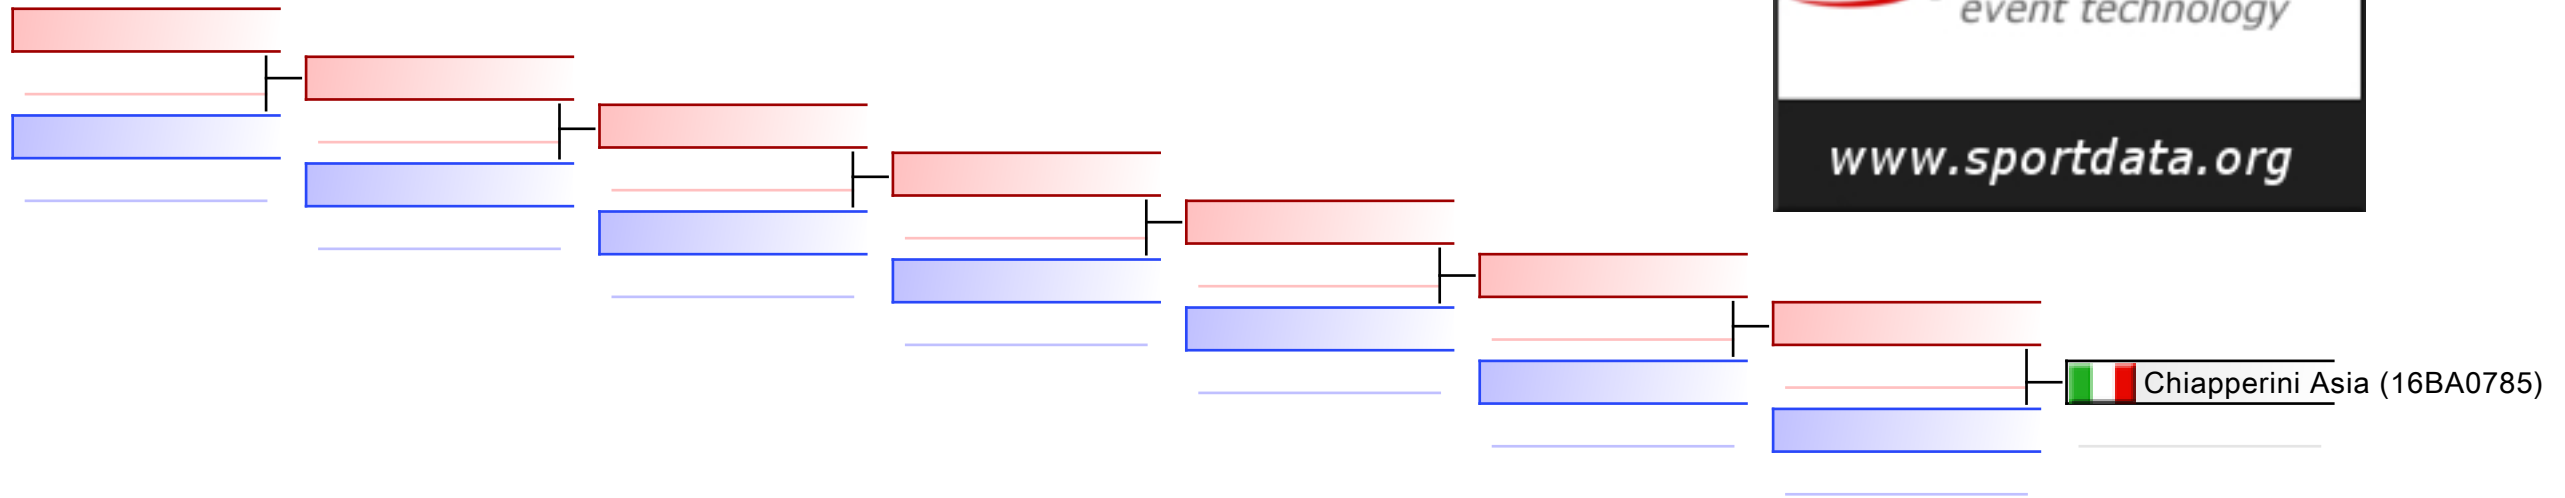 event technology
www.sportdata.org
Chiapperini Asia (16BA0785)